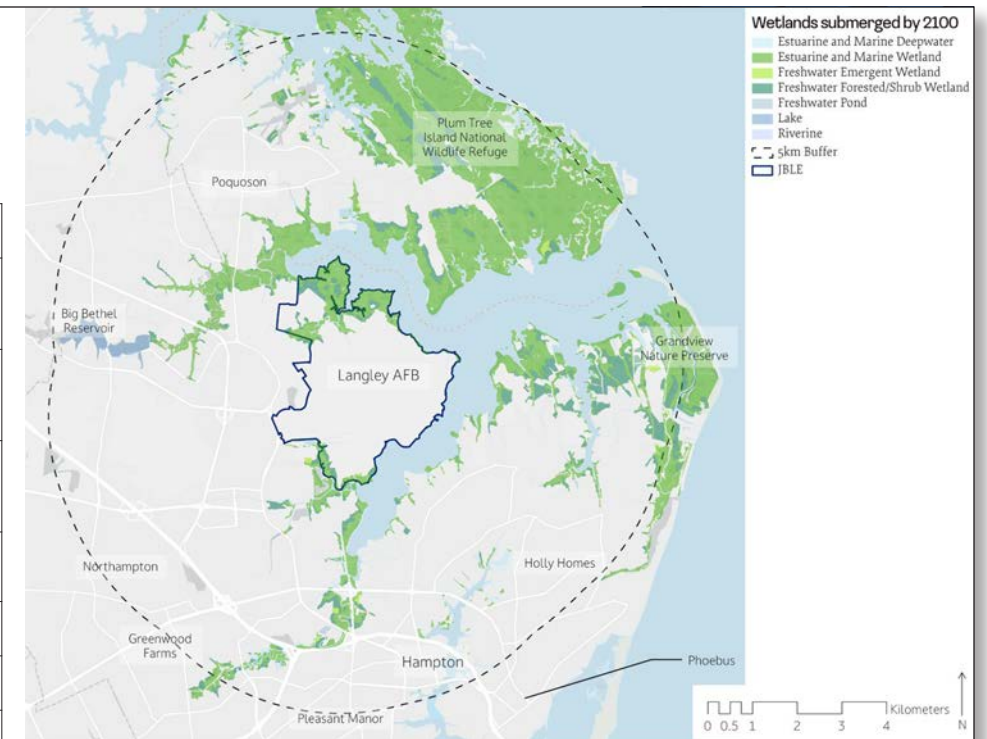 Wetlands submerged by 2100
Estuarine and Marine Deepwater
Estuarine and Marine Wetland
Freshwater Emergent Wetland
Freshwater Forested/Shrub Wetland
Freshwater Pond
Lake
Riverine
5km Buffer
JBLE
Plum Tree
Island National
Wildlife Refuge
Poquoson
Big Bethel
Reservoir
Langley AFB
Grandview
Nature Preserve
Northampton
Holly Homes
Greenwood
Farms
Hampton
Phoebus
Pleasant Manor
Kilometers
0 0.5 1 2 3 4
N